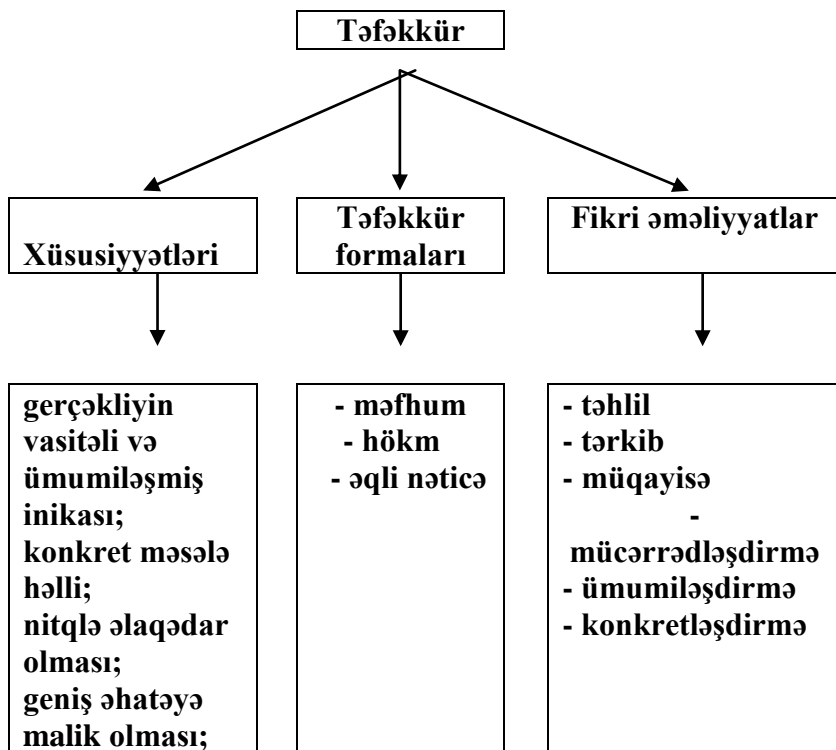 Təfəkkür
Xüsusiyyətləri
Təfəkkür
formaları
Fikri əməliyyatlar
gerçəkliyin
vasitəli və
ümumiləşmiş
inikası;
konkret məsələ
həlli;
nitqlə əlaqədar
olması;
geniş əhatəyə
malik olması;
- məfhum
- hökm
- əqli nəticə
- təhlil
- tərkib
- müqayisə
-
mücərrədləşdirmə
- ümumiləşdirmə
- konkretləşdirmə